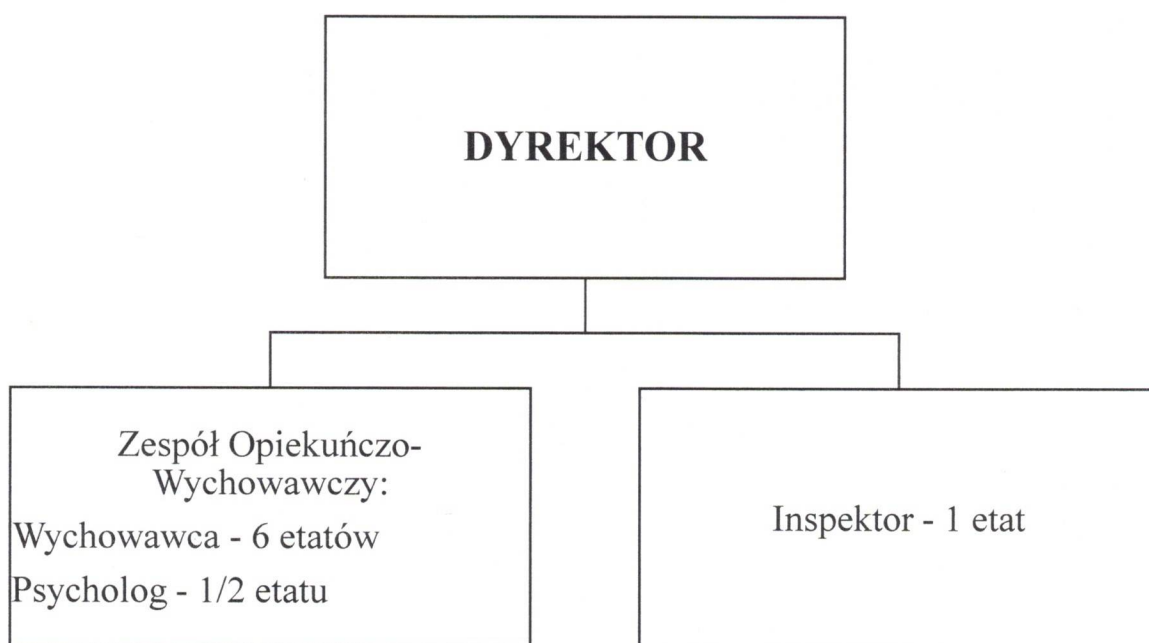 DYREKTOR
Zespół Opiekuńczo-
Wychowawczy:
Wychowawca - 6 etatów
Psycholog - 1/2 etatu
Inspektor - 1 etat